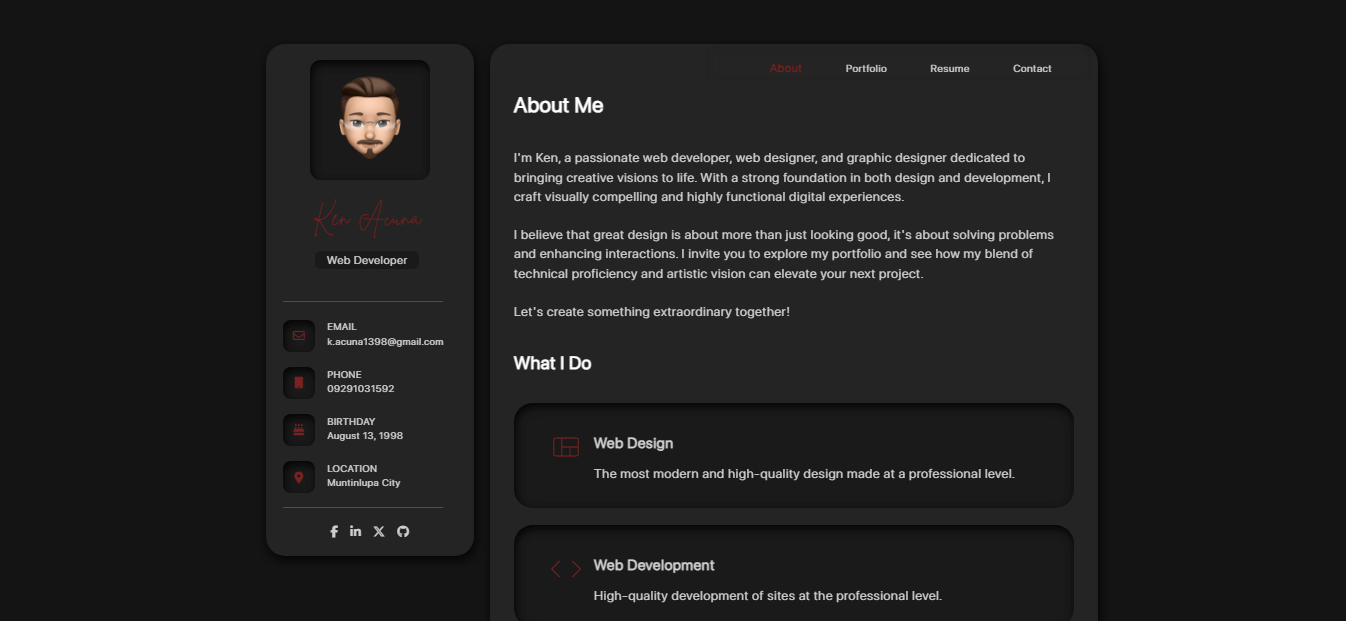 Ken Acuna
Web Developer
EMAIL
k.acuna1398@gmail.com
PHONE
09291031592
BIRTHDAY
August 13, 1998
LOCATION
Muntinlupa City
About Portfolio Resume Contact
About Me
I'm Ken, a passionate web developer, web designer, and graphic designer dedicated to
bringing creative visions to life. With a strong foundation in both design and development, I
craft visually compelling and highly functional digital experiences.
I believe that great design is about more than just looking good, it's about solving problems
and enhancing interactions. I invite you to explore my portfolio and see how my blend of
technical proficiency and artistic vision can elevate your next project.
Let's create something extraordinary together!
What I Do
Web Design
The most modern and high-quality design made at a professional level.
Web Development
High-quality development of sites at the professional level.